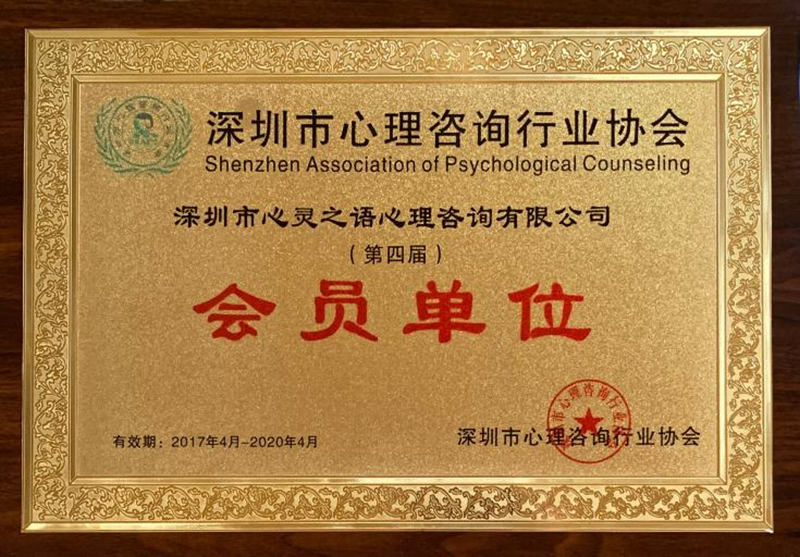 深圳市心理咨询行业协会
Shenzhen Association of Psychological Counseling
深圳市心灵之语心理咨询有限公司
（第四届）
会员单位
有效期：2017年4月-2020年4月
深圳市心理咨询行业协会